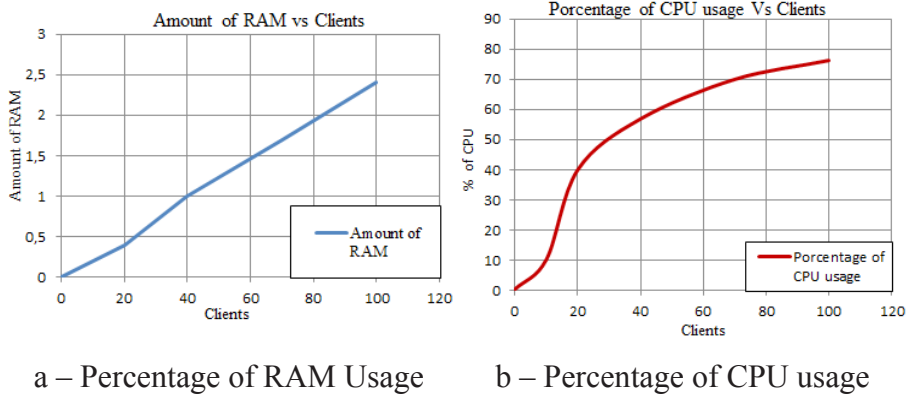 Amount of RAM vs Clients
3
2,5
2
1,5
1
0,5
0
Amount of RAM
0 20 40 60 80 100 120
Clients
Amount of
RAM
Porcentage of CPU usage Vs Clients
90
80
70
60
50
40
30
20
10
0
% of CPU
0 20 40 60 80 100 120
Clients
Porcentage of
CPU usage
a – Percentage of RAM Usage
b – Percentage of CPU usage